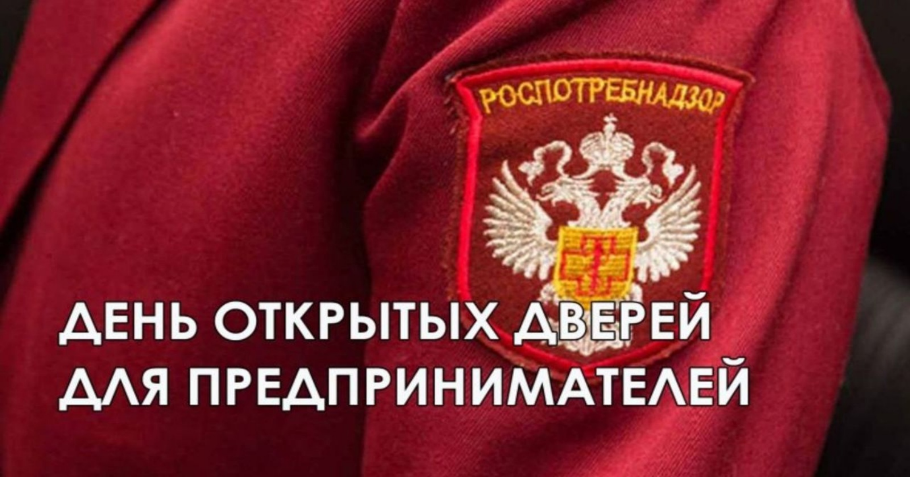 РОСПОТРЕБНАДЗОР
ДЕНЬ ОТКРЫТЫХ ДВЕРЕЙ
ДЛЯ ПРЕДПРИНИМАТЕЛЕЙ